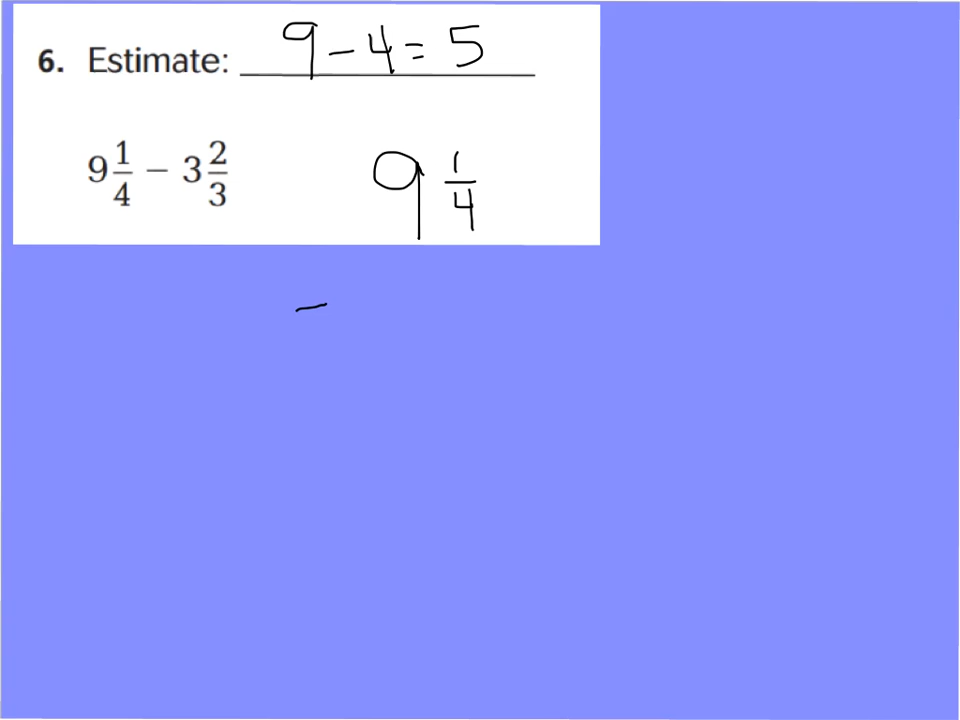 6. Estimate: 9 - 4 = 5
9 1/4 − 3 2/3
9 1/4
−